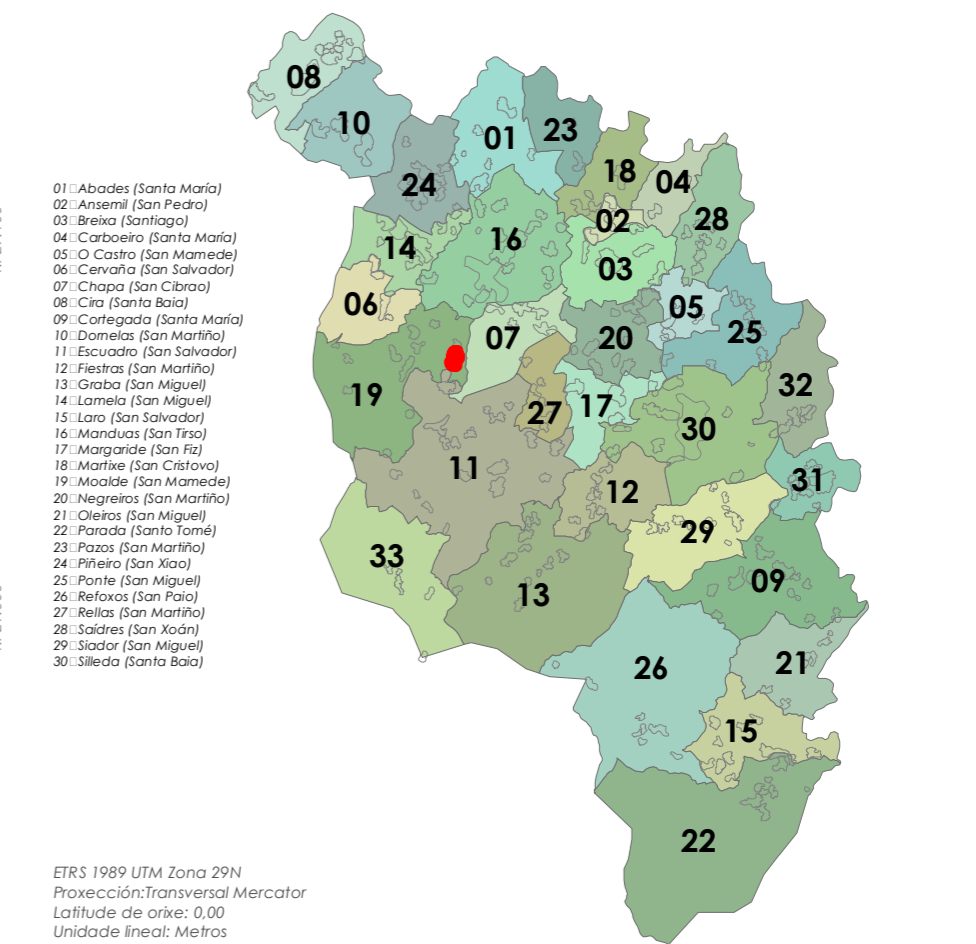 08
10
01
23
18
04
24
02
28
16
14
03
05
06
25
07
20
32
19
17
27
30
11
31
12
29
33
09
13
21
26
15
22
01□Abades (Santa María)
02□Ansemil (San Pedro)
03□Breixa (Santiago)
04□Carboeiro (Santa María)
05□O Castro (San Mamede)
06□Cervaña (San Salvador)
07□Chapa (San Cibrao)
08□Cira (Santa Baia)
09□Cortegada (Santa María)
10□Dornelas (San Martiño)
11□Escuadro (San Salvador)
12□Fiestras (San Martiño)
13□Graba (San Miguel)
14□Lamela (San Miguel)
15□Laro (San Salvador)
16□Manduas (San Tirso)
17□Margaride (San Fiz)
18□Martixe (San Cristovo)
19□Moalde (San Mamede)
20□Negreiros (San Martiño)
21□Oleiros (San Miguel)
22□Parada (Santo Tomé)
23□Pazos (San Martiño)
24□Piñeiro (San Xiao)
25□Ponte (San Miguel)
26□Refoxos (San Paio)
27□Rellas (San Martiño)
28□Saídres (San Xoán)
29□Siador (San Miguel)
30□Silleda (Santa Baia)
ETRS 1989 UTM Zona 29N
Proxección:Transversal Mercator
Latitude de orixe: 0,00
Unidade lineal: Metros